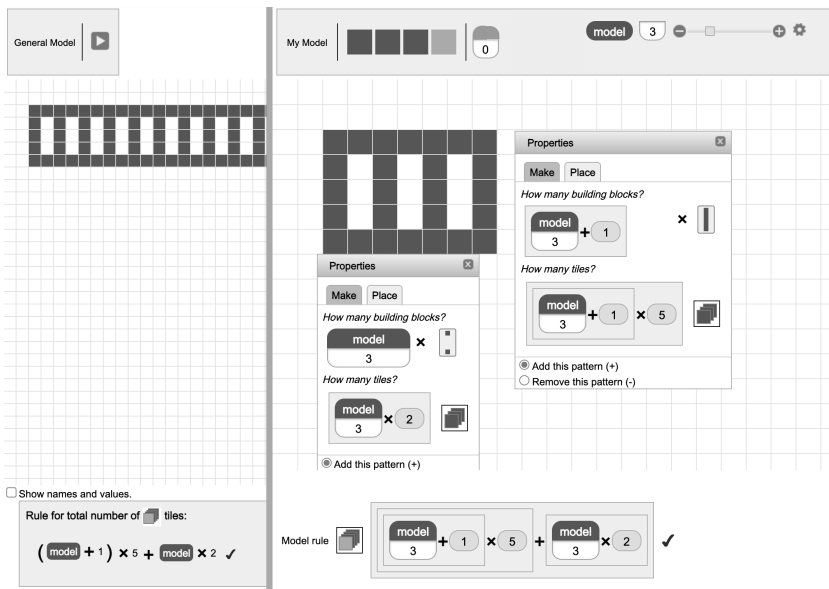 General Model
My Model
0
model 3
Properties
Make Place
How many building blocks?
model
3
+ 1 ×
How many tiles?
model
3
+ 1 × 5
Add this pattern (+)
Remove this pattern (-)
Properties
Make Place
How many building blocks?
model
3
×
How many tiles?
model
3
× 2
Add this pattern (+)
Show names and values.
Rule for total number of tiles:
( model + 1 ) × 5 + model × 2 ✓
Model rule
model
3
+ 1 × 5 +
model
3
× 2 ✓